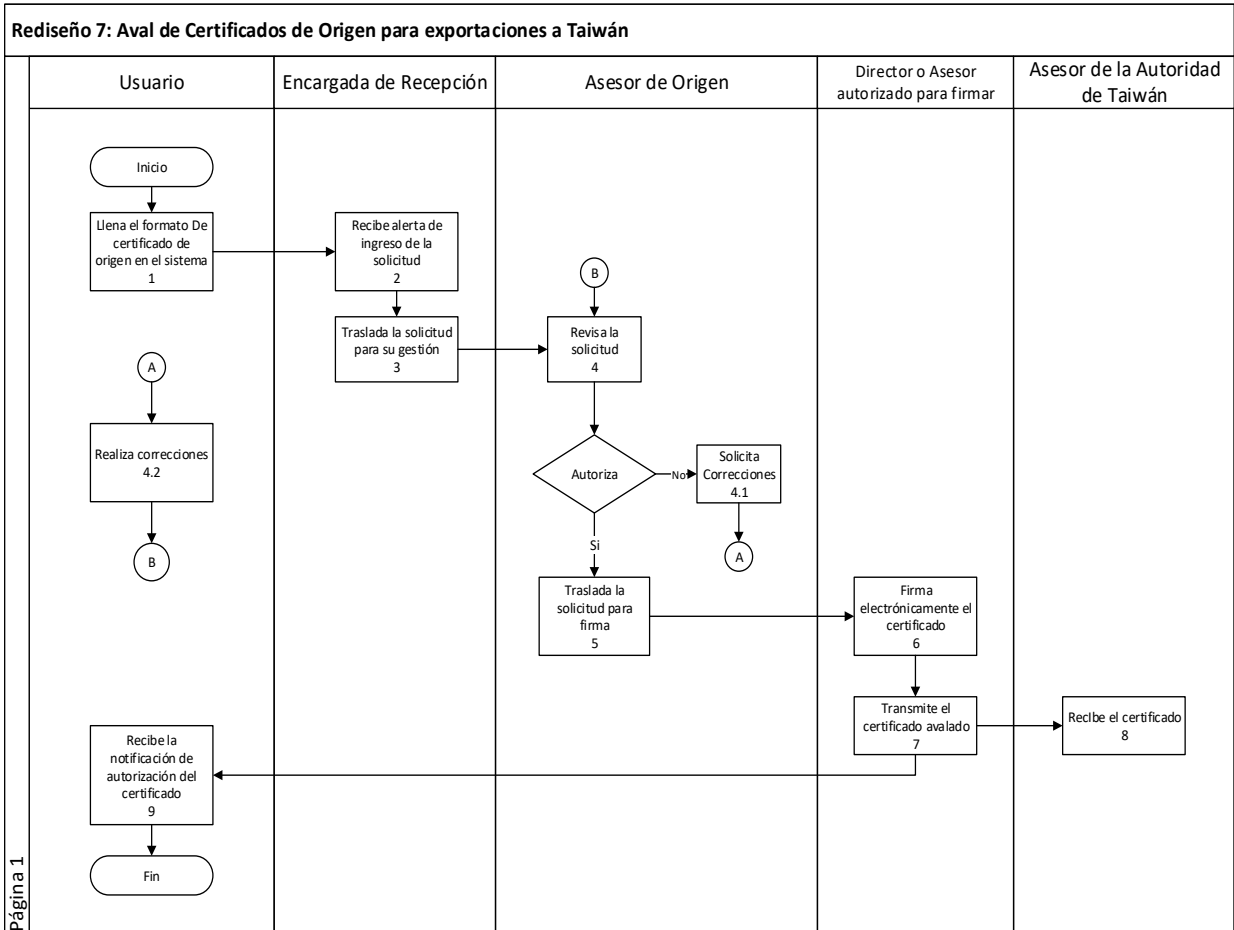 Rediseño 7: Aval de Certificados de Origen para exportaciones a Taiwán
Usuario
Encargada de Recepción
Asesor de Origen
Director o Asesor
autorizado para firmar
Asesor de la Autoridad
de Taiwán
Inicio
Llena el formato De
certificado de
origen en el sistema
1
Recibe alerta de
ingreso de la
solicitud
2
Traslada la solicitud
para su gestión
3
B
Revisa la
solicitud
4
Autoriza
No
Solicita
Correcciones
4.1
A
Si
A
Realiza correcciones
4.2
B
Traslada la
solicitud para
firma
5
Firma
electrónicamente el
certificado
6
Transmite el
certificado avalado
7
RecIbe el certificado
8
Recibe la
notificación de
autorización del
certificado
9
Fin
Página 1